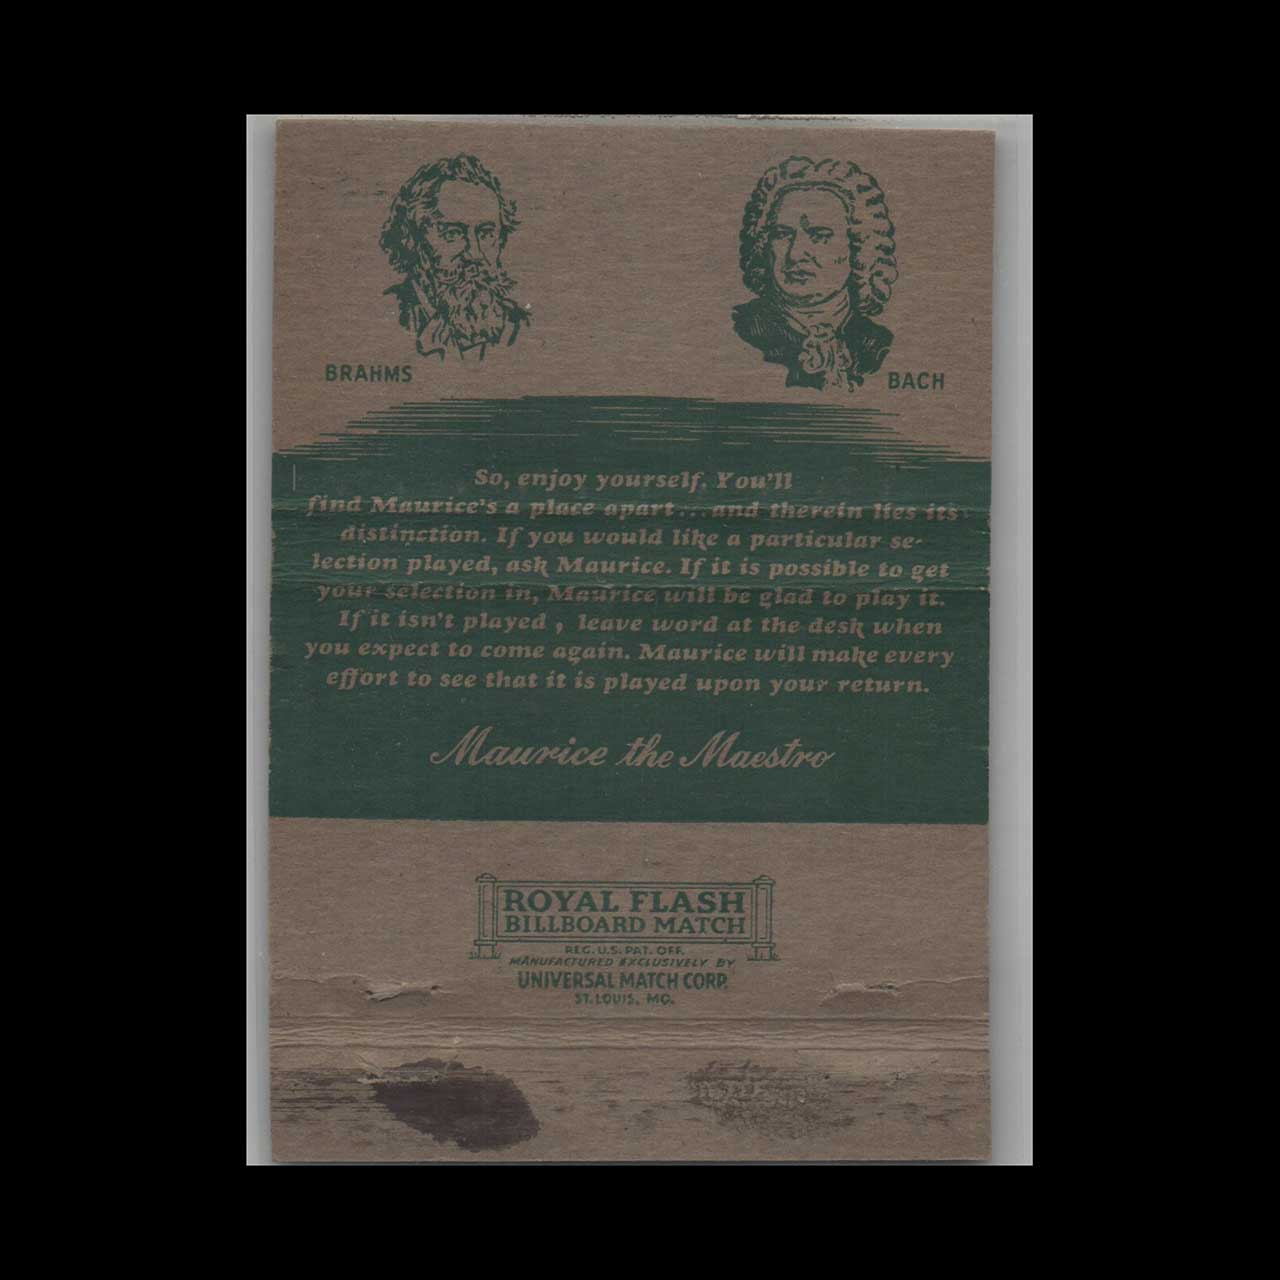 BRAHMS
BACH
So, enjoy yourself. You'll
find Maurice's a place apart... and therein lies its
distinction. If you would like a particular se-
lection played, ask Maurice. If it is possible to get
your selection in, Maurice will be glad to play it.
If it isn't played, leave word at the desk when
you expect to come again. Maurice will make every
effort to see that it is played upon your return.
Maurice the Maestro
ROYAL FLASH
BILLBOARD MATCH
REG. U.S. PAT. OFF.
MANUFACTURED EXCLUSIVELY BY
UNIVERSAL MATCH CORP.
ST. LOUIS, MO.